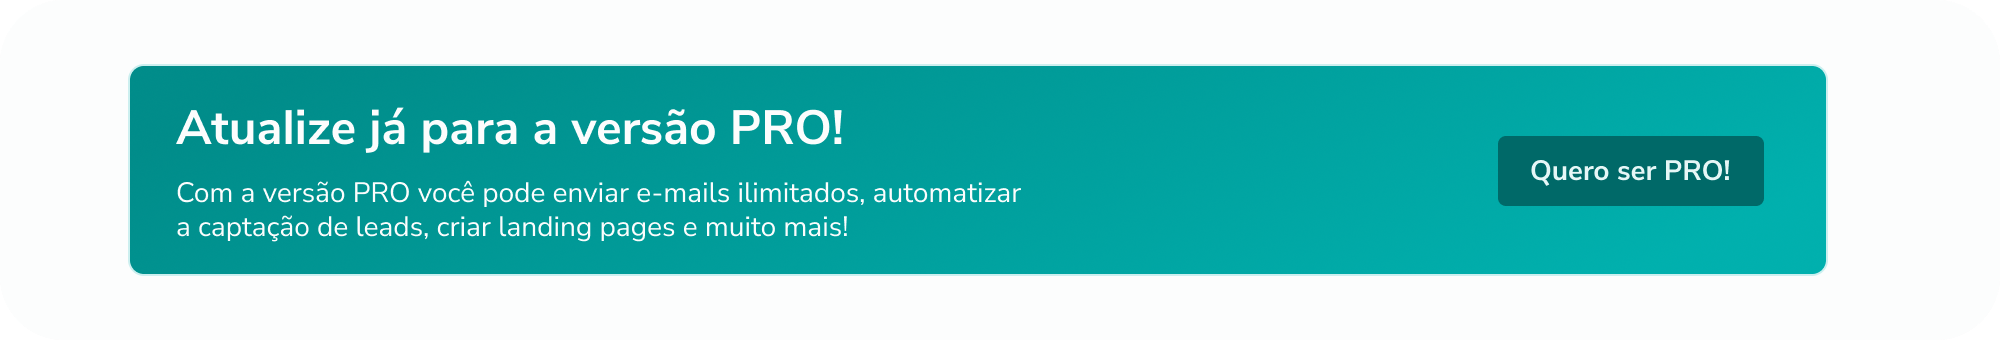 Atualize já para a versão PRO!
Com a versão PRO você pode enviar e-mails ilimitados, automatizar
a captação de leads, criar landing pages e muito mais!
Quero ser PRO!